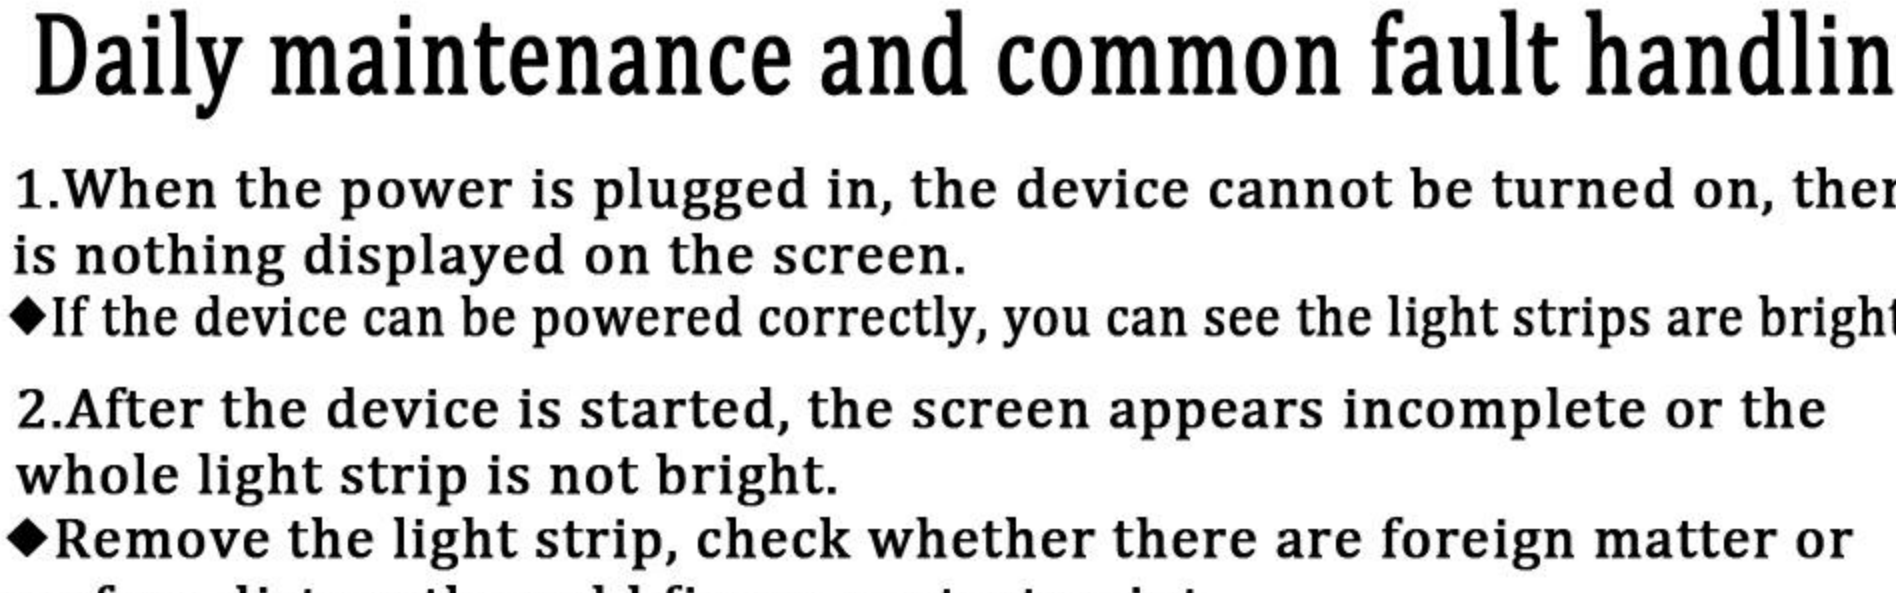 Daily maintenance and common fault handlin
1.When the power is plugged in, the device cannot be turned on, ther
is nothing displayed on the screen.
◆If the device can be powered correctly, you can see the light strips are bright
2.After the device is started, the screen appears incomplete or the
whole light strip is not bright.
◆Remove the light strip, check whether there are foreign matter or